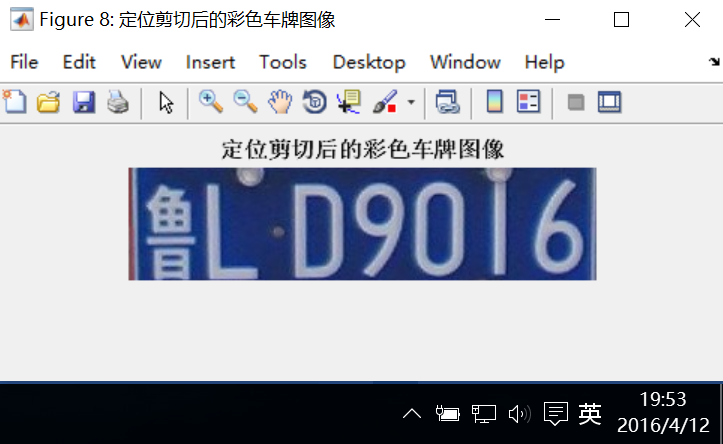 Figure 8: 定位剪切后的彩色车牌图像
File Edit View Insert Tools Desktop Window Help
定位剪切后的彩色车牌图像
鲁L·D9016
英
19:53
2016/4/12